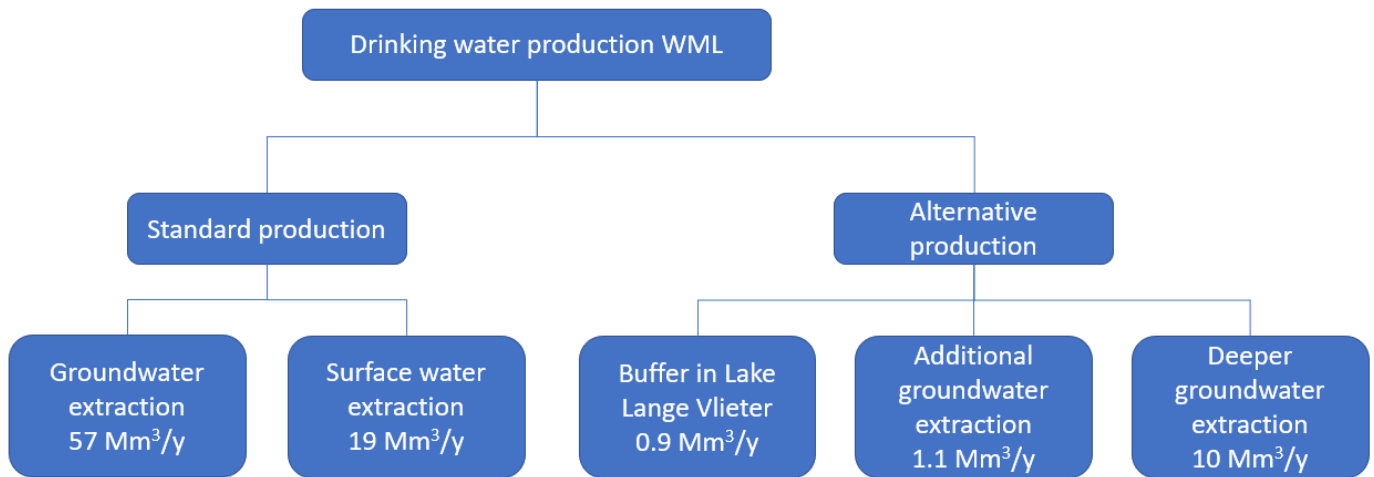 Drinking water production WML
Standard production
Alternative
production
Groundwater
extraction
57 Mm³/y
Surface water
extraction
19 Mm³/y
Buffer in Lake
Lange Vlieter
0.9 Mm³/y
Additional
groundwater
extraction
1.1 Mm³/y
Deeper
groundwater
extraction
10 Mm³/y